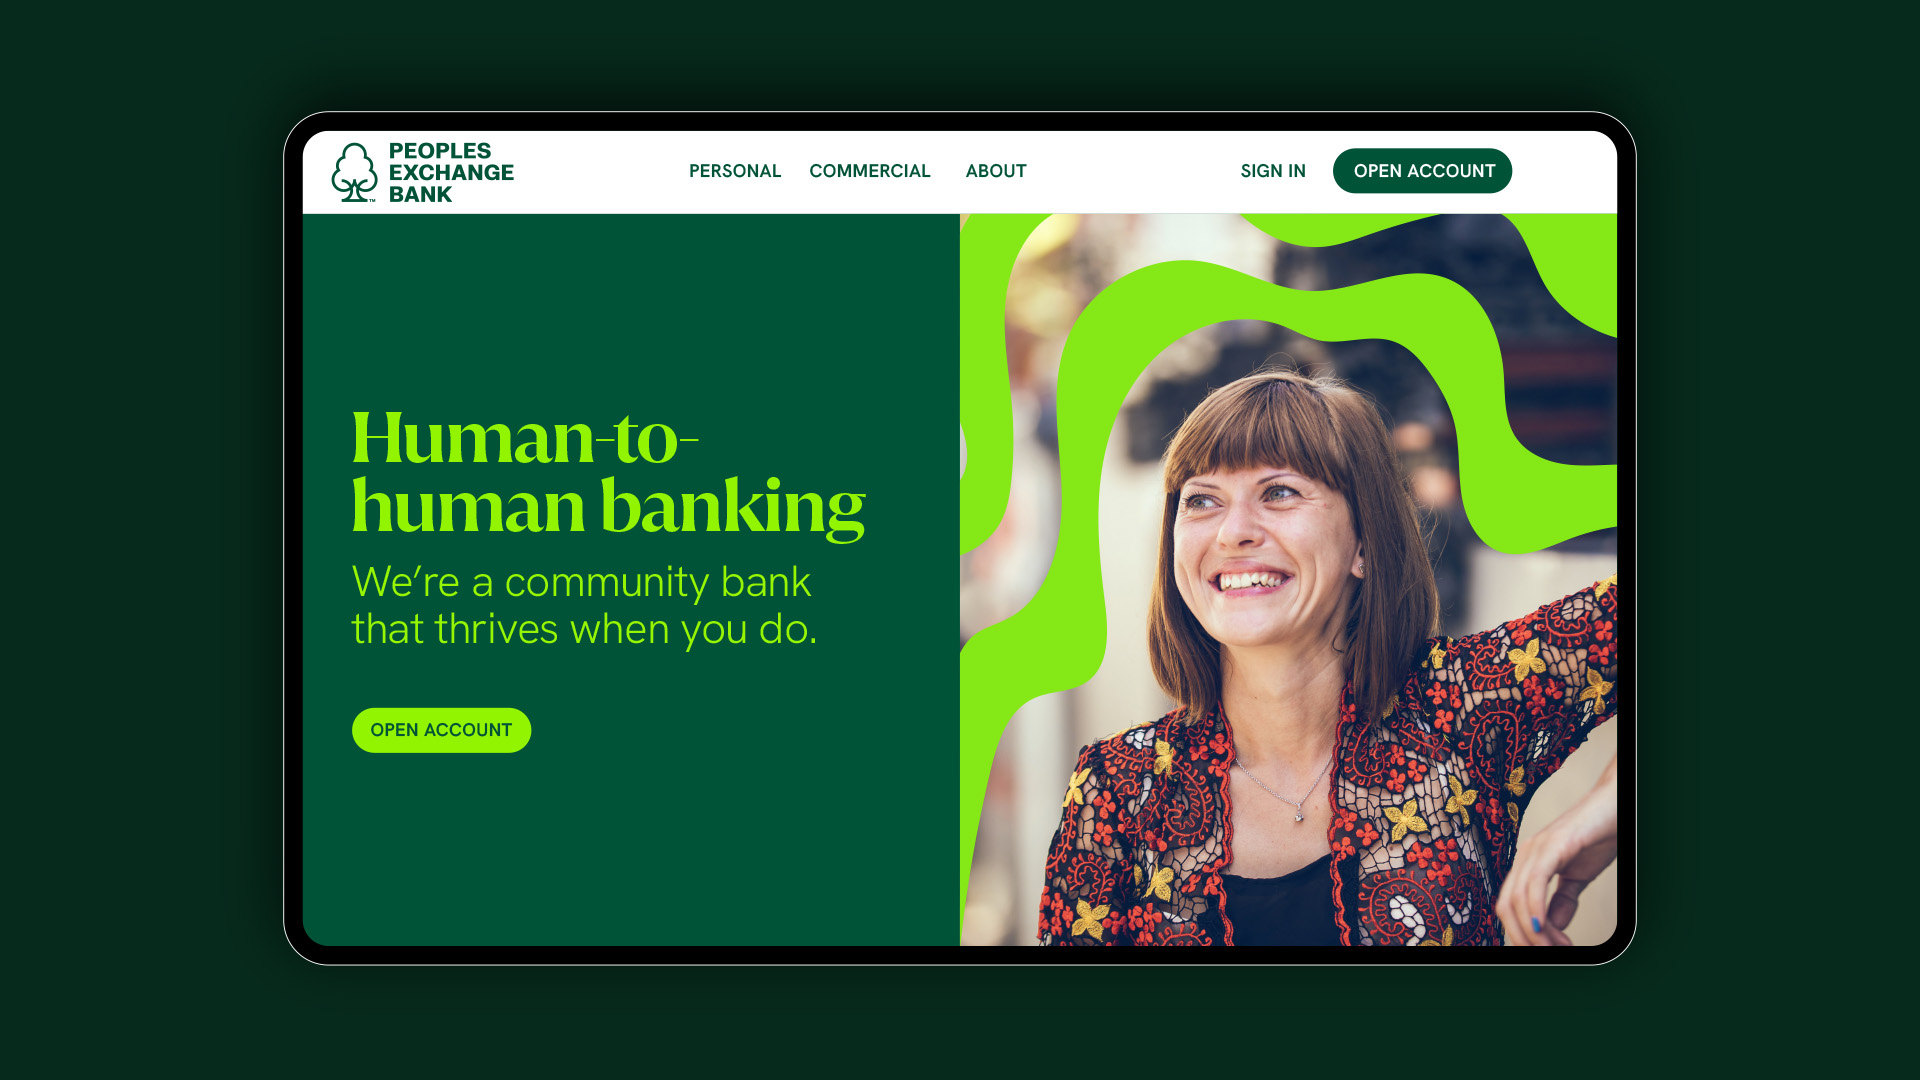 PEOPLES
EXCHANGE
BANK
™
PERSONAL COMMERCIAL ABOUT
SIGN IN OPEN ACCOUNT
Human-to-
human banking
We’re a community bank
that thrives when you do.
OPEN ACCOUNT